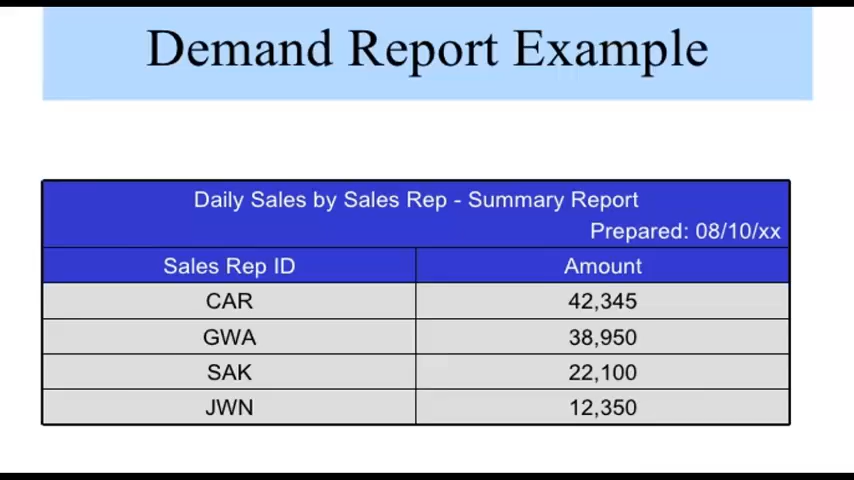 Demand Report Example
Daily Sales by Sales Rep - Summary Report
Prepared: 08/10/xx
Sales Rep ID Amount
CAR 42,345
GWA 38,950
SAK 22,100
JWN 12,350